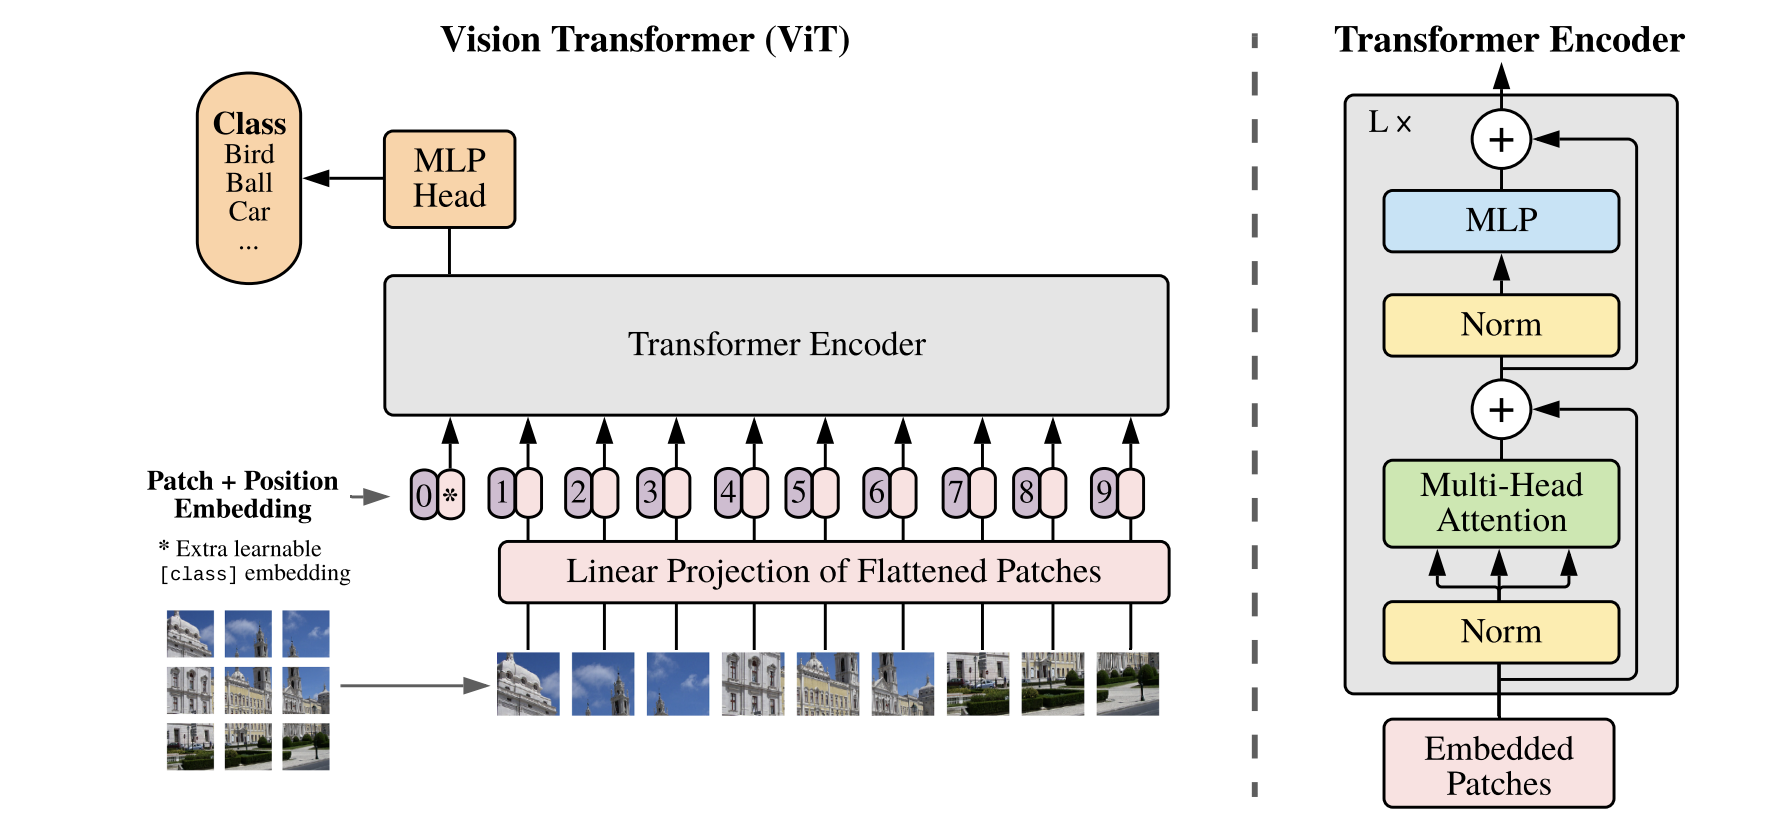 Vision Transformer (ViT)
Class
Bird
Ball
Car
...
MLP
Head
Transformer Encoder
Patch + Position
Embedding
0 * 1 2 3 4 5 6 7 8 9
* Extra learnable
[class] embedding
Linear Projection of Flattened Patches
Transformer Encoder
L x
+
MLP
Norm
+
Multi-Head
Attention
Norm
Embedded
Patches